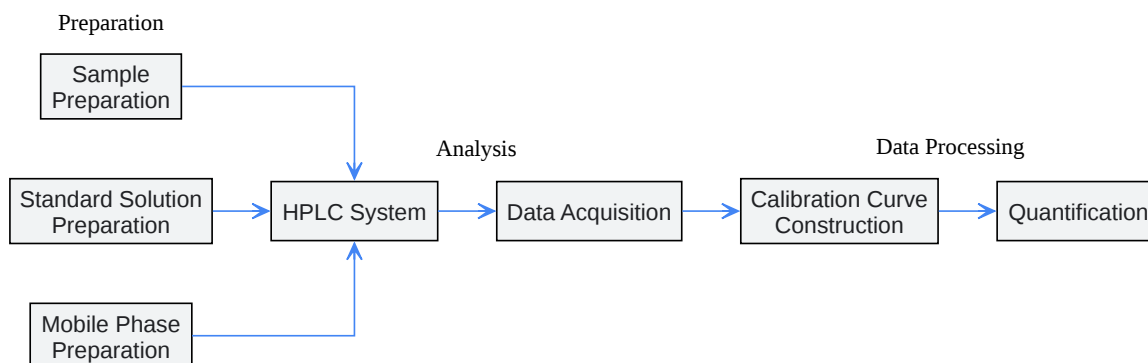 Preparation
Sample
Preparation
Analysis
Data Processing
Standard Solution
Preparation
HPLC System
Data Acquisition
Calibration Curve
Construction
Quantification
Mobile Phase
Preparation